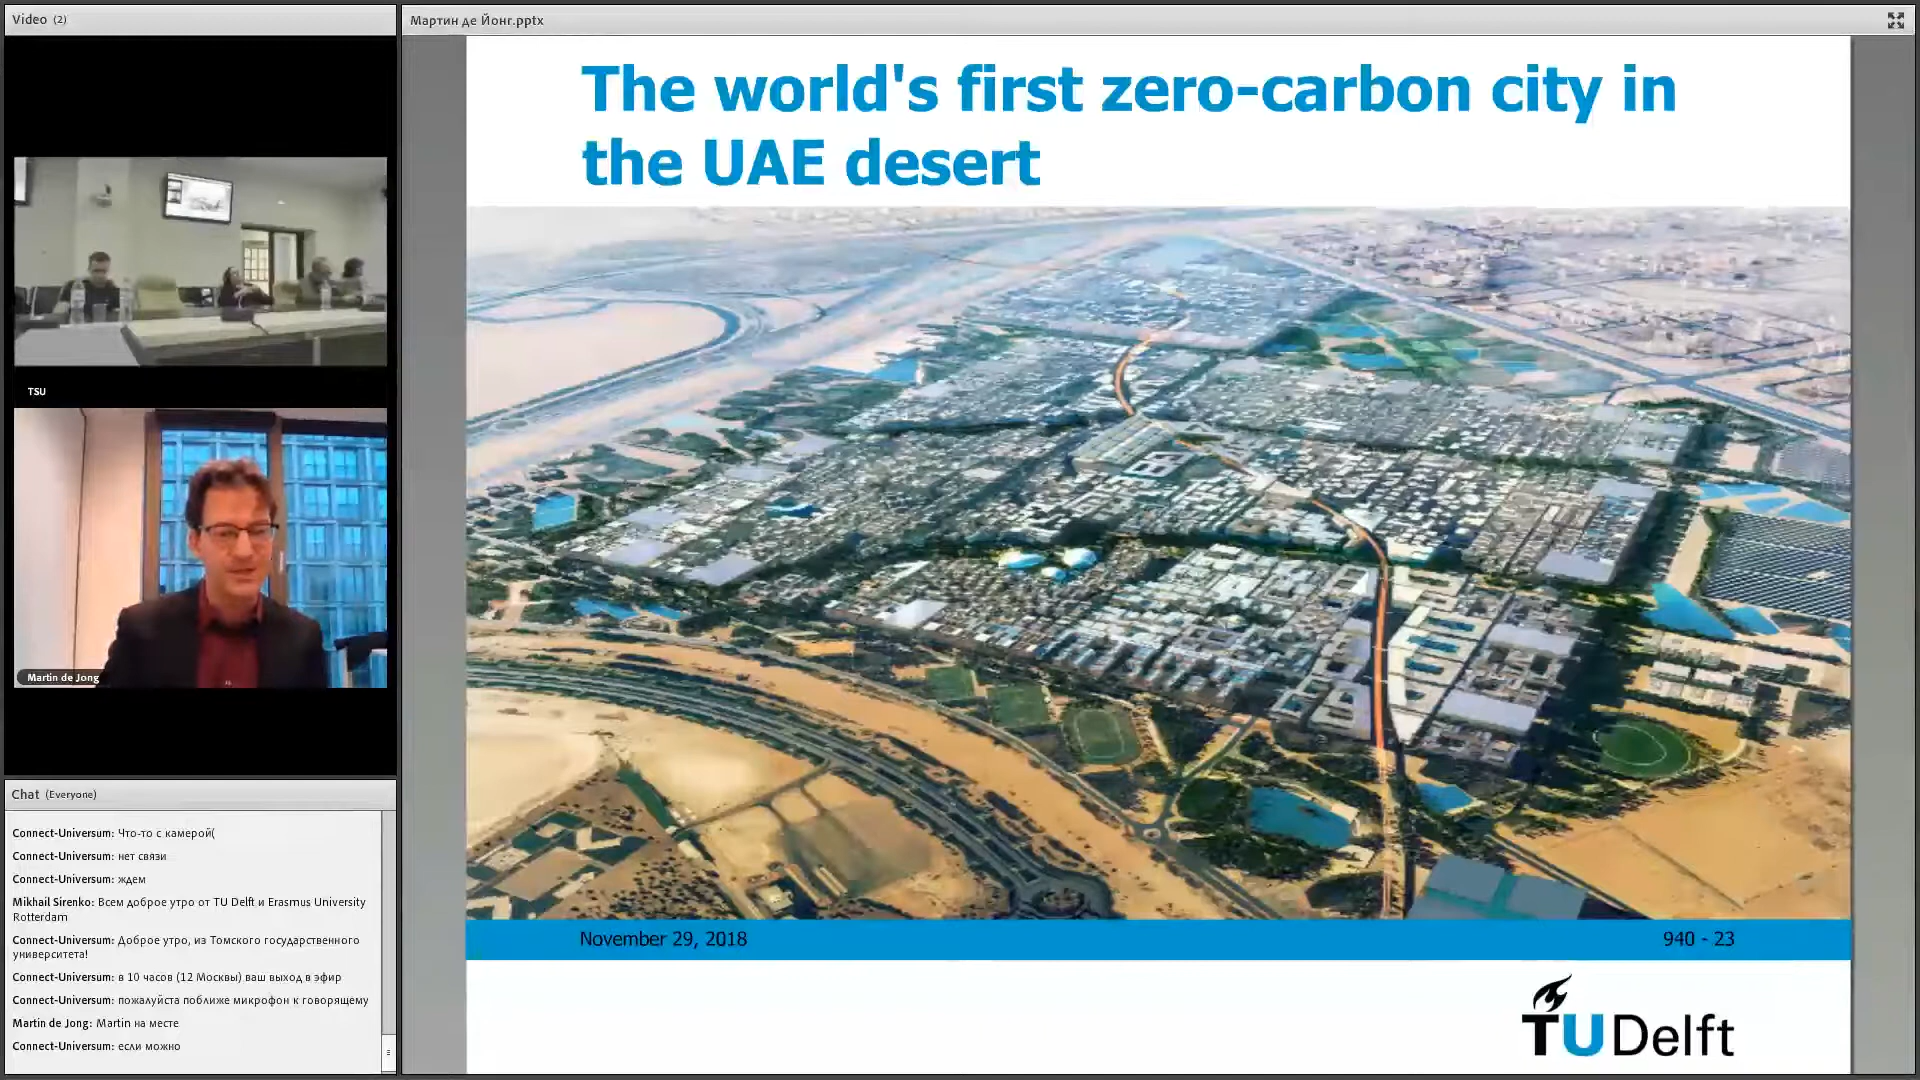 Video (2)
TSU
Martin de Jong
Chat (Everyone)
Connect-Universum: Что-то с камерой(
Connect-Universum: нет связи
Connect-Universum: ждем
Mikhail Sirenko: Всем доброе утро от TU Delft и Erasmus University
Rotterdam
Connect-Universum: Доброе утро, из Томского государственного
университета!
Connect-Universum: в 10 часов (12 Москвы) ваш выход в эфир
Connect-Universum: пожалуйста поближе микрофон к говорящему
Martin de Jong: Martin на месте
Connect-Universum: если можно
Мартин де Йонг.pptx
The world's first zero-carbon city in
the UAE desert
November 29, 2018
940 - 23
TU Delft